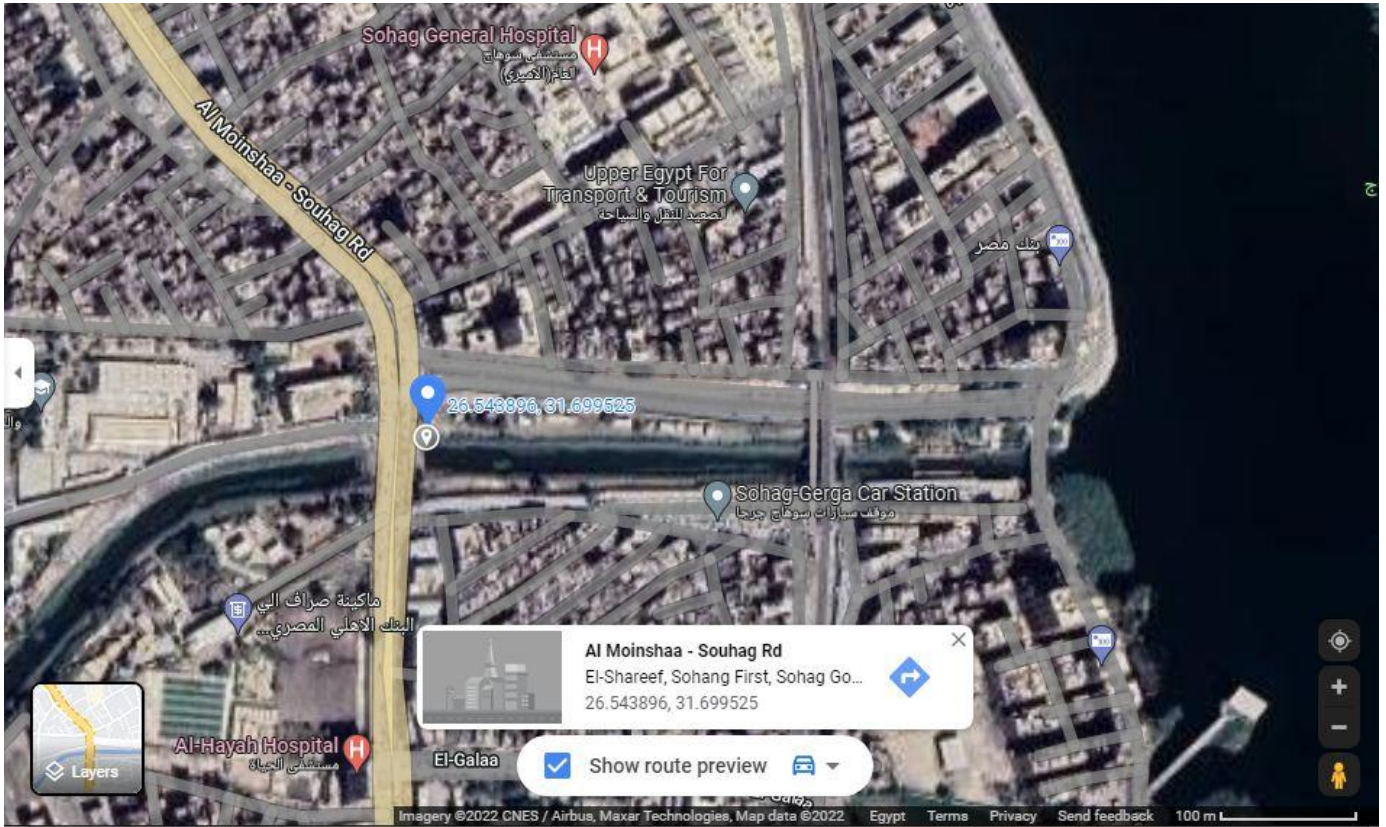 Sohag General Hospital
مستشفى سوهاج
العام(الاميري)
Al Moinshaa - Souhag Rd
Upper Egypt For
Transport & Tourism
الصعيد للنقل والسياحة
ج
بنك مصر
26.543896, 31.699525
Sohag-Gerga Car Station
موقف سيارات سوهاج جرجا
ماكينة صراف الي
البنك الاهلي المصري...
Al Moinshaa - Souhag Rd
El-Shareef, Sohang First, Sohag Go...
26.543896, 31.699525
Al-Hayah Hospital
مستشفى الحياة
El-Galaa
Show route preview
Layers
El-Galaa
Imagery ©2022 CNES / Airbus, Maxar Technologies, Map data ©2022 Egypt Terms Privacy Send feedback 100 m